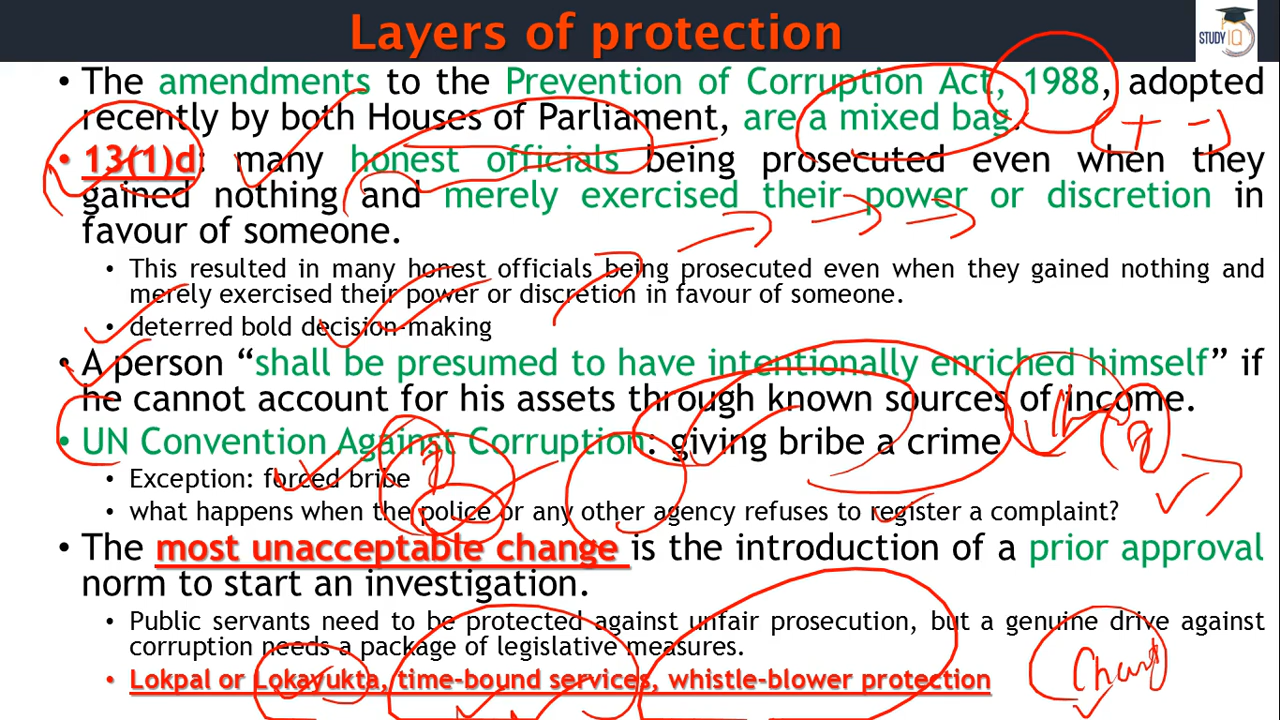 Layers of protection
STUDY IQ
• The amendments to the Prevention of Corruption Act, 1988, adopted
recently by both Houses of Parliament, are a mixed bag.
• 13(1)d: many honest officials being prosecuted even when they
gained nothing and merely exercised their power or discretion in
favour of someone.
• This resulted in many honest officials being prosecuted even when they gained nothing and
merely exercised their power or discretion in favour of someone.
• deterred bold decision-making
• A person “shall be presumed to have intentionally enriched himself” if
he cannot account for his assets through known sources of income.
• UN Convention Against Corruption: giving bribe a crime
• Exception: forced bribe
• what happens when the police or any other agency refuses to register a complaint?
• The most unacceptable change is the introduction of a prior approval
norm to start an investigation.
• Public servants need to be protected against unfair prosecution, but a genuine drive against
corruption needs a package of legislative measures.
• Lokpal or Lokayukta, time-bound services, whistle-blower protection